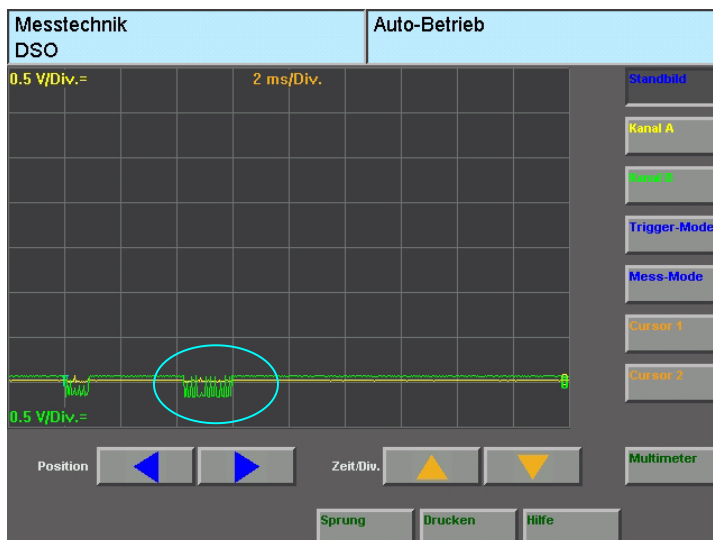 Messtechnik
DSO
Auto-Betrieb
0.5 V/Div.=
2 ms/Div.
Standbild
Kanal A
Trigger-Mode
Mess-Mode
Cursor 1
Cursor 2
0.5 V/Div.=
Position
Zeit/Div.
Multimeter
Sprung
Drucken
Hilfe